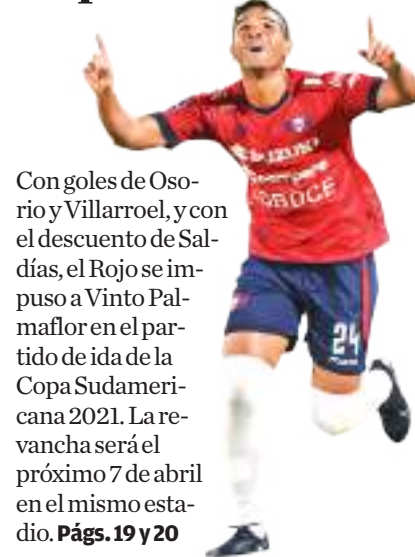 Con goles de Oso-
rio y Villarroel, y con
el descuento de Sal-
días, el Rojo se im-
puso a Vinto Pal-
maflor en el par-
tido de ida de la
Copa Sudameri-
cana 2021. La re-
vancha será el
próximo 7 de abril
en el mismo esta-
dio. Págs. 19 y 20
SUZUKI
24